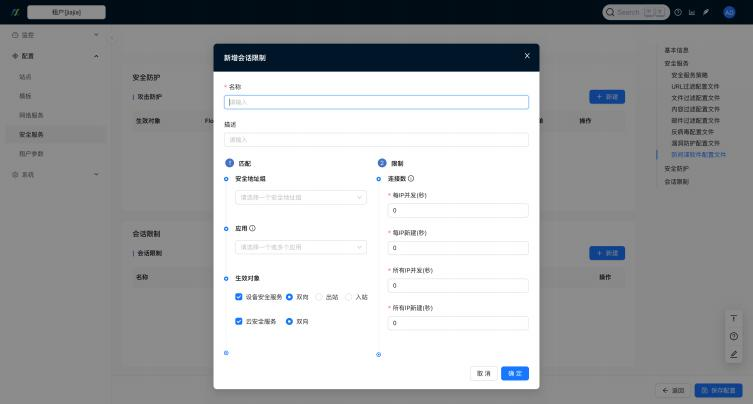 租户[jiajie]
Search
AD
监控
配置
站点
模板
网络服务
安全服务
租户参数
系统
安全防护
攻击防护
+ 新建
生效对象
Flo
操作
会话限制
会话限制
+ 新建
名称
操作
新增会话限制
* 名称
请输入
描述
请输入
1 匹配
安全地址组
请选择一个安全地址组
应用
请选择一个或多个应用
生效对象
设备安全服务 双向 出站 入站
云安全服务 双向
2 限制
连接数
* 每IP并发(秒)
0
* 每IP新建(秒)
0
* 所有IP并发(秒)
0
* 所有IP新建(秒)
0
取 消
确 定
基本信息
安全服务
安全服务策略
URL过滤配置文件
文件过滤配置文件
内容过滤配置文件
邮件过滤配置文件
反病毒配置文件
漏洞防护配置文件
防间谍软件配置文件
安全防护
会话限制
返回
保存配置